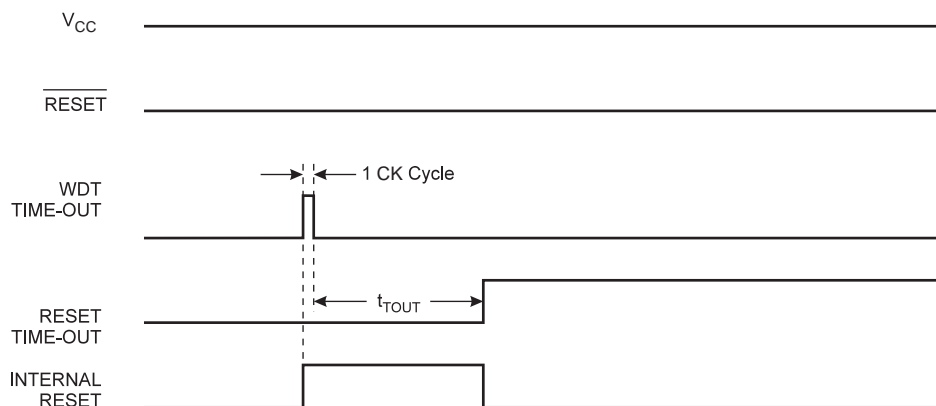 VCC
RESET
1 CK Cycle
WDT
TIME-OUT
tTOUT
RESET
TIME-OUT
INTERNAL
RESET